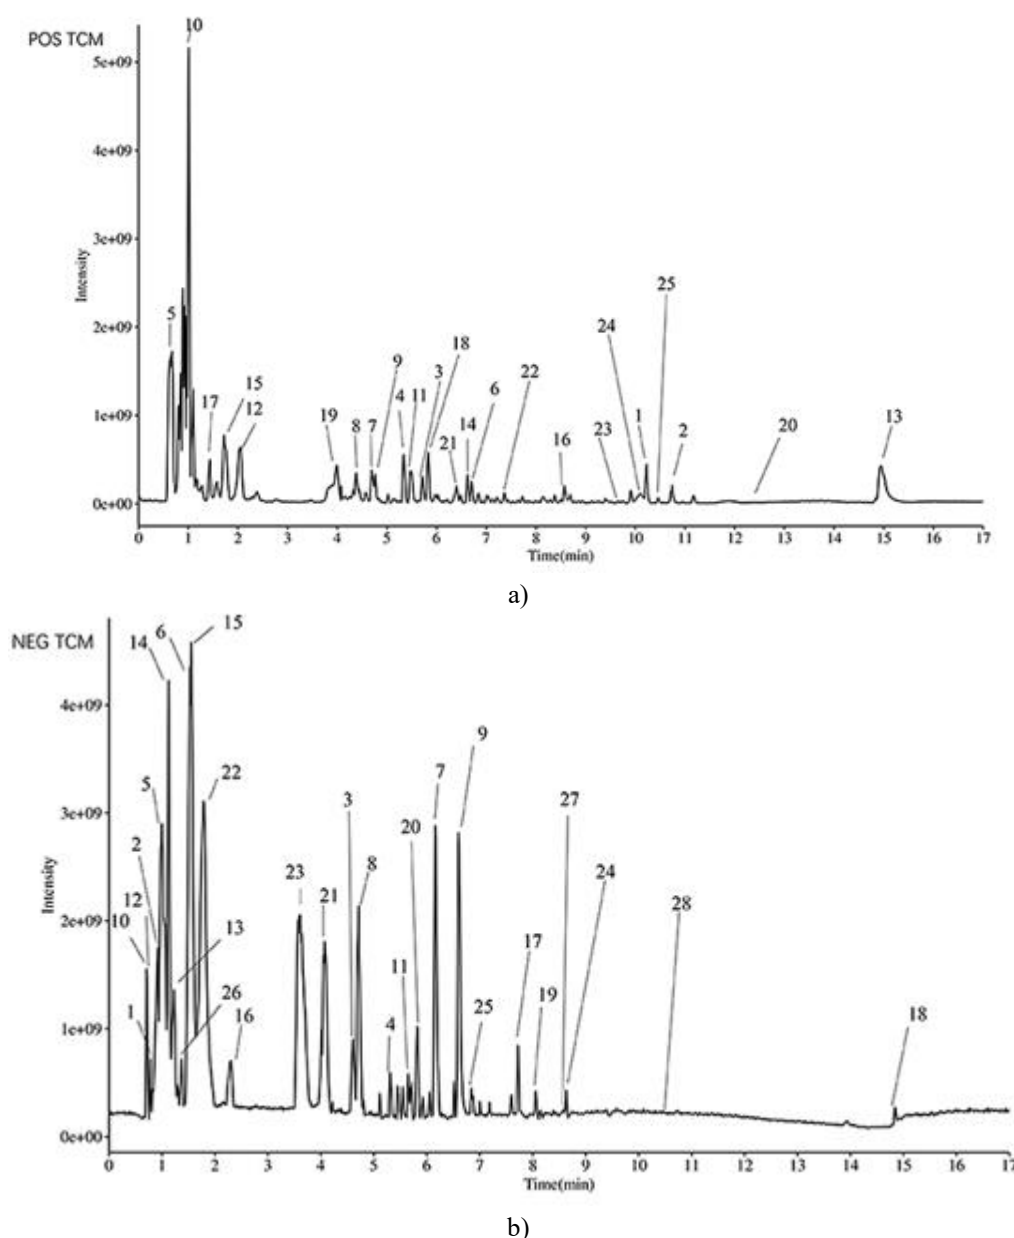 POS TCM
10
5e+09
4e+09
3e+09
2e+09
1e+09
0e+00
Intensity
5
17
15
12
19
8
7
9
4
11
3
18
21
14
6
22
16
23
24
25
1
2
20
13
0 1 2 3 4 5 6 7 8 9 10 11 12 13 14 15 16 17
Time(min)
a)
NEG TCM
14
6
15
4e+09
3e+09
2e+09
1e+09
0e+00
Intensity
5
2
12
10
1
22
13
26
16
23
21
3
8
20
11
4
7
9
25
17
19
27
24
28
18
0 1 2 3 4 5 6 7 8 9 10 11 12 13 14 15 16 17
Time(min)
b)